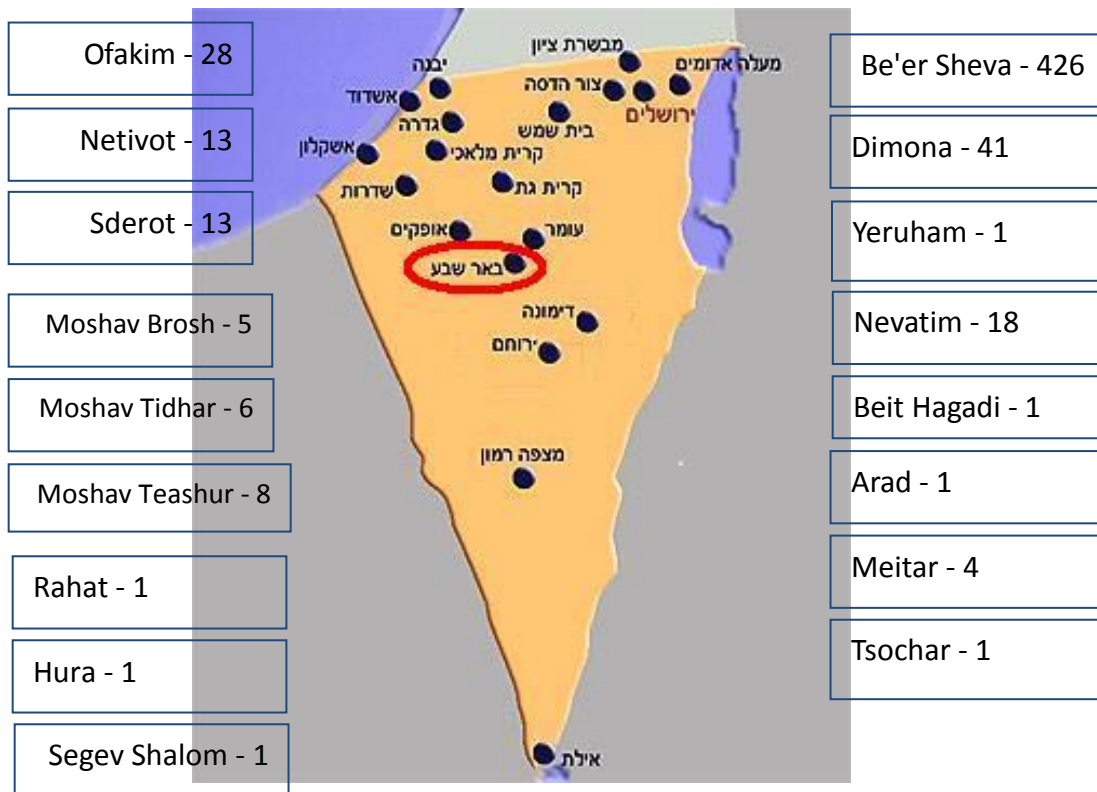 Ofakim - 28
Netivot - 13
Sderot - 13
Moshav Brosh - 5
Moshav Tidhar - 6
Moshav Teashur - 8
Rahat - 1
Hura - 1
Segev Shalom - 1
מבשרת ציון
מעלה אדומים
יבנה
צור הדסה
אשדוד
ירושלים
גדרה
בית שמש
אשקלון
קרית מלאכי
שדרות
קרית גת
אופקים
עומר
באר שבע
דימונה
ירוחם
מצפה רמון
אילת
Be'er Sheva - 426
Dimona - 41
Yeruham - 1
Nevatim - 18
Beit Hagadi - 1
Arad - 1
Meitar - 4
Tsochar - 1